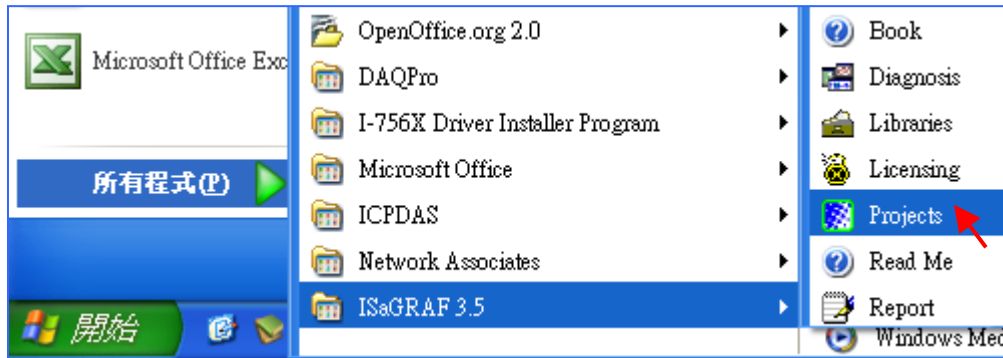 Microsoft Office Exc
所有程式(P)
開始
OpenOffice.org 2.0
DAQPro
I-756X Driver Installer Program
Microsoft Office
ICPDAS
Network Associates
ISaGRAF 3.5
Book
Diagnosis
Libraries
Licensing
Projects
Read Me
Report
Windows Med